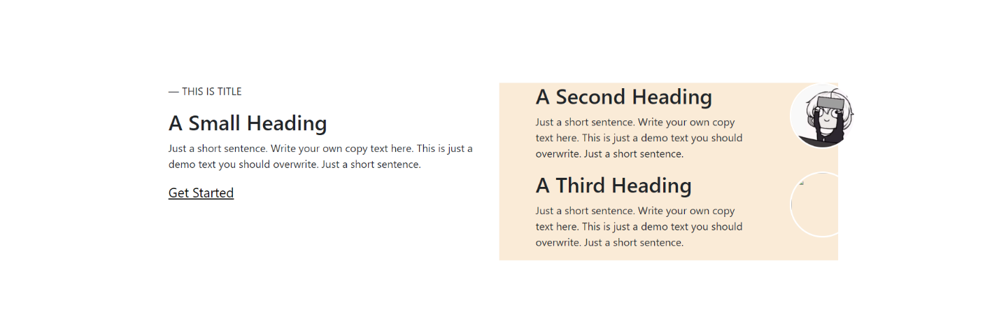 — THIS IS TITLE
A Small Heading
Just a short sentence. Write your own copy text here. This is just a
demo text you should overwrite. Just a short sentence.
Get Started
A Second Heading
Just a short sentence. Write your own copy
text here. This is just a demo text you should
overwrite. Just a short sentence.
A Third Heading
Just a short sentence. Write your own copy
text here. This is just a demo text you should
overwrite. Just a short sentence.